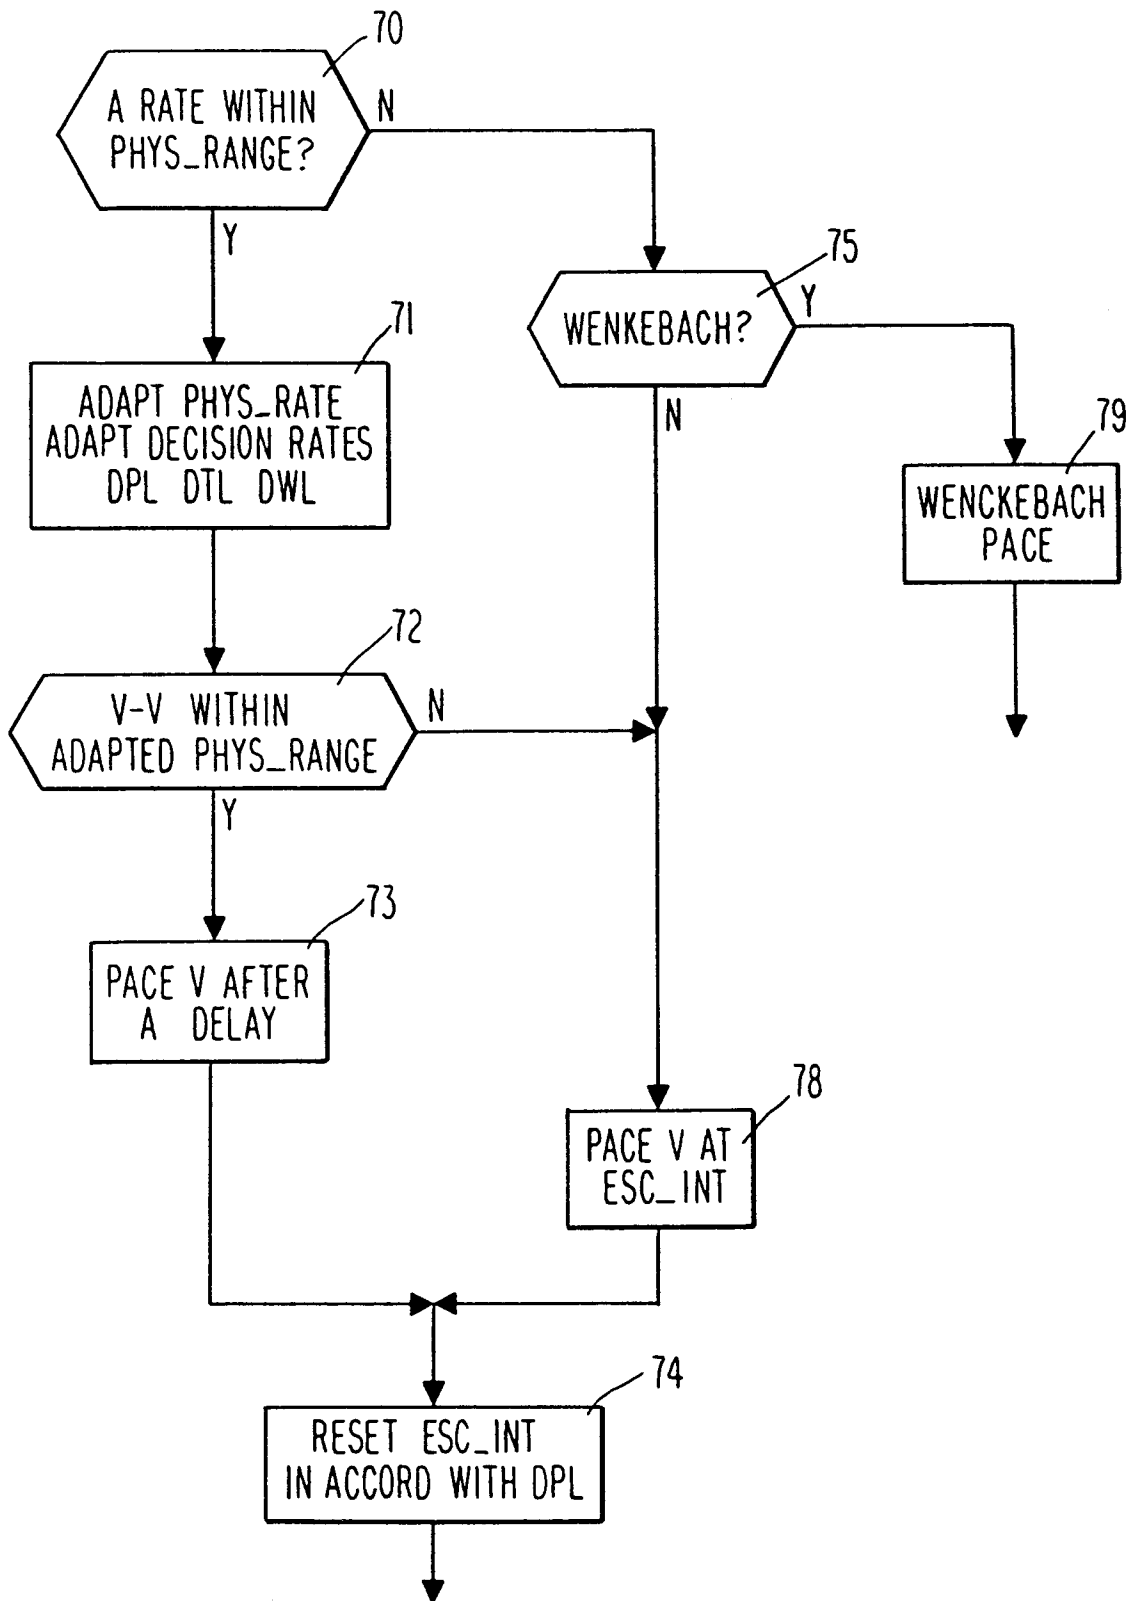 70
A RATE WITHIN
PHYS_RANGE?
N
Y
71
ADAPT PHYS_RATE
ADAPT DECISION RATES
DPL DTL DWL
75
WENKEBACH?
Y
N
79
WENCKEBACH
PACE
72
V-V WITHIN
ADAPTED PHYS_RANGE
N
Y
73
PACE V AFTER
A DELAY
78
PACE V AT
ESC_INT
74
RESET ESC_INT
IN ACCORD WITH DPL